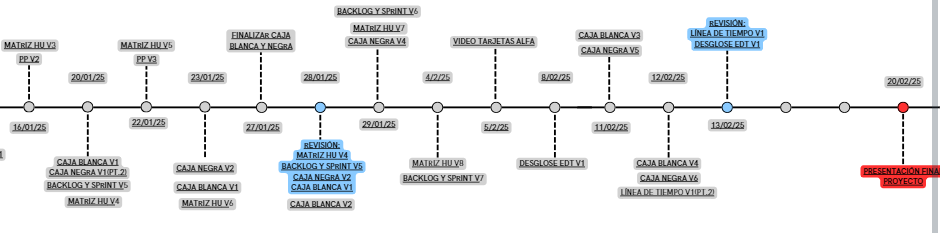 MATRIZ HU V3
PP V2
16/01/25
20/01/25
CAJA BLANCA V1
CAJA NEGRA V1(PT.2)
BACKLOG Y SPRINT V5
MATRIZ HU V4
MATRIZ HU V5
PP V3
22/01/25
23/01/25
CAJA NEGRA V2
CAJA BLANCA V1
MATRIZ HU V6
FINALIZAR CAJA
BLANCA Y NEGRA
27/01/25
28/01/25
REVISIÓN:
MATRIZ HU V4
BACKLOG Y SPRINT V5
CAJA NEGRA V2
CAJA BLANCA V1
CAJA BLANCA V2
BACKLOG Y SPRINT V6
MATRIZ HU V7
CAJA NEGRA V4
29/01/25
4/2/25
MATRIZ HU V8
BACKLOG Y SPRINT V7
VIDEO TARJETAS ALFA
5/2/25
8/02/25
DESGLOSE EDT V1
CAJA BLANCA V3
CAJA NEGRA V5
11/02/25
12/02/25
CAJA BLANCA V4
CAJA NEGRA V6
LÍNEA DE TIEMPO V1(PT.2)
REVISIÓN:
LÍNEA DE TIEMPO V1
DESGLOSE EDT V1
13/02/25
20/02/25
PRESENTACIÓN FINA
PROYECTO